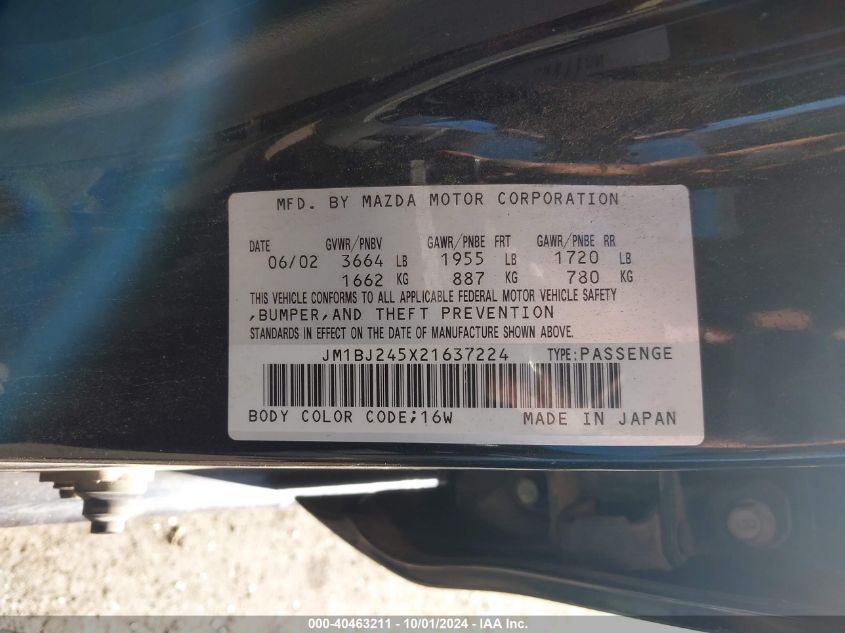 MFD. BY MAZDA MOTOR CORPORATION
DATE GVWR/PNBV GAWR/PNBE FRT GAWR/PNBE RR
06/02 3664 LB 1955 LB 1720 LB
1662 KG 887 KG 780 KG
THIS VEHICLE CONFORMS TO ALL APPLICABLE FEDERAL MOTOR VEHICLE SAFETY
,BUMPER,AND THEFT PREVENTION
STANDARDS IN EFFECT ON THE DATE OF MANUFACTURE SHOWN ABOVE.
JM1BJ245X21637224 TYPE:PASSENGE
BODY COLOR CODE;16W MADE IN JAPAN
000-40463211 - 10/01/2024 - IAA Inc.